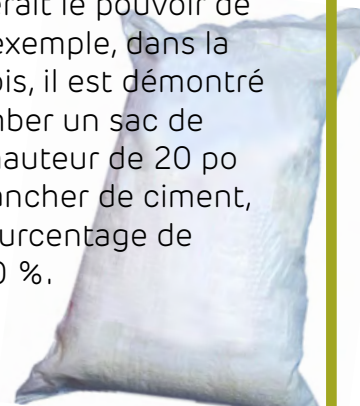 erait le pouvoir de
exemple, dans la
ois, il est démontré
mber un sac de
hauteur de 20 po
ancher de ciment,
urcentage de
0 %.